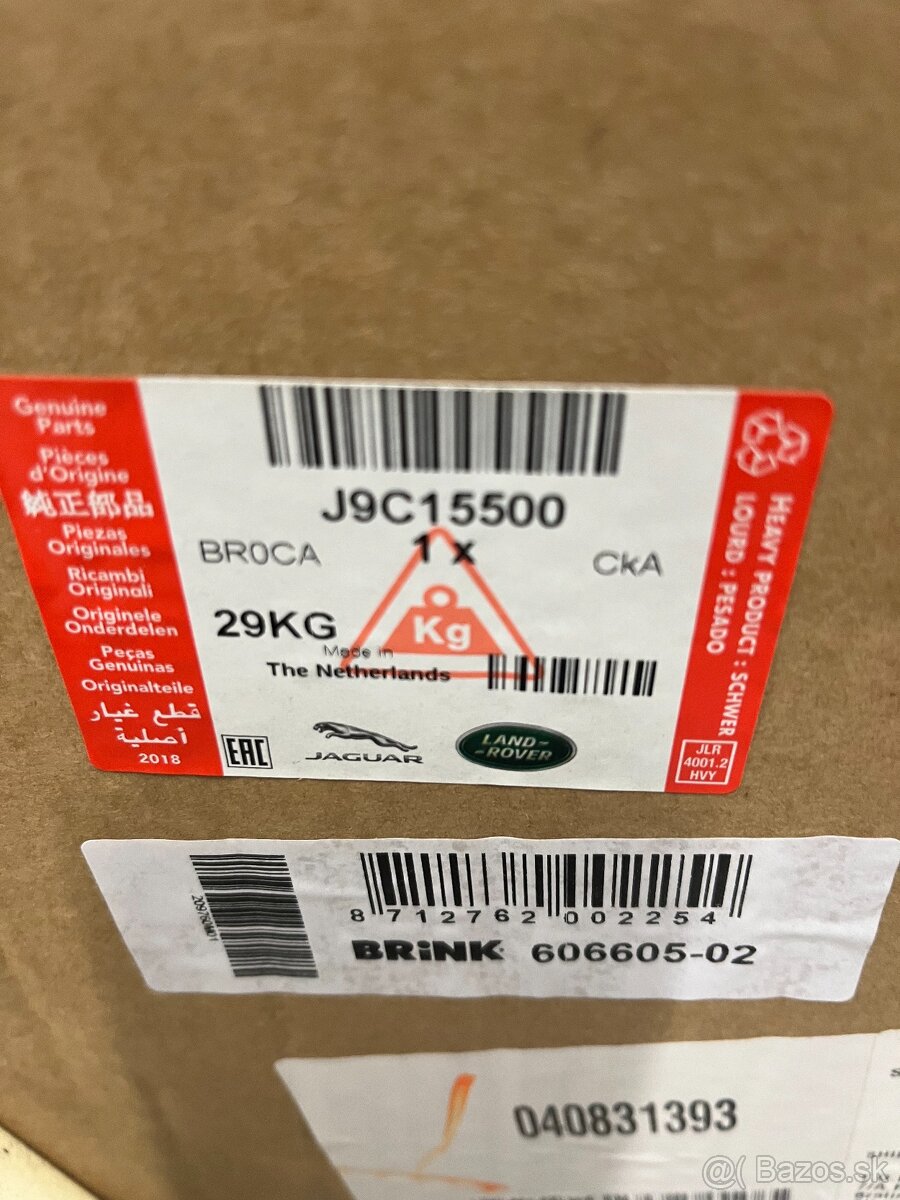 Genuine
Parts
Pièces
d'Origine
純正部品
Piezas
Originales
Ricambi
Originali
Originele
Onderdelen
Peças
Genuinas
Originalteile
قطع غيار
أصلية
2018
J9C15500
1 x
BR0CA
CkA
29KG
Kg
Made in
The Netherlands
EAC
JAGUAR
LAND-
-ROVER
HEAVY PRODUCT : SCHWER
LOURD : PESADO
JLR
4001.2
HVY
8 712762 002254
BRiNK 606605-02
040831393
@( Bazos.sk